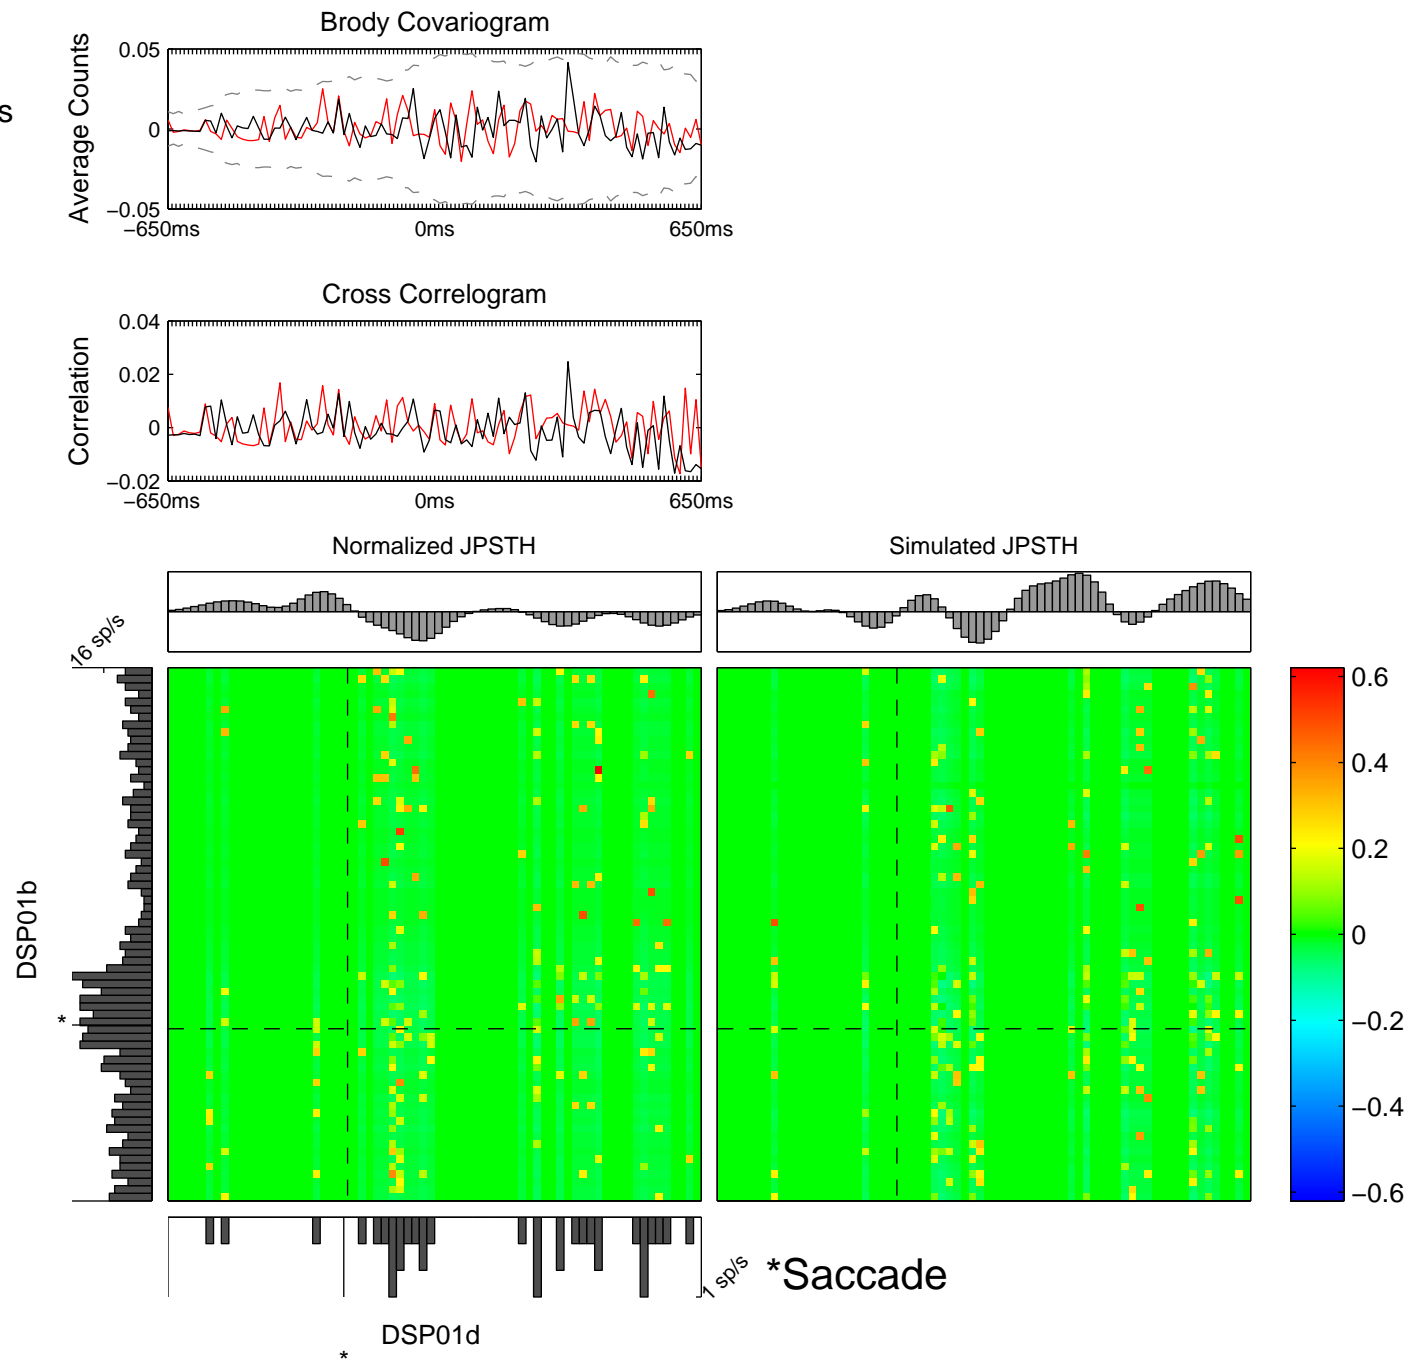 Brody Covariogram
s
Average Counts
0.05
0
−0.05
−650ms
0ms
650ms
Cross Correlogram
Correlation
0.04
0.02
0
−0.02
−650ms
0ms
650ms
Normalized JPSTH
Simulated JPSTH
16 sp/s
DSP01b
*
0.6
0.4
0.2
0
−0.2
−0.4
−0.6
1 sp/s
*Saccade
DSP01d
*